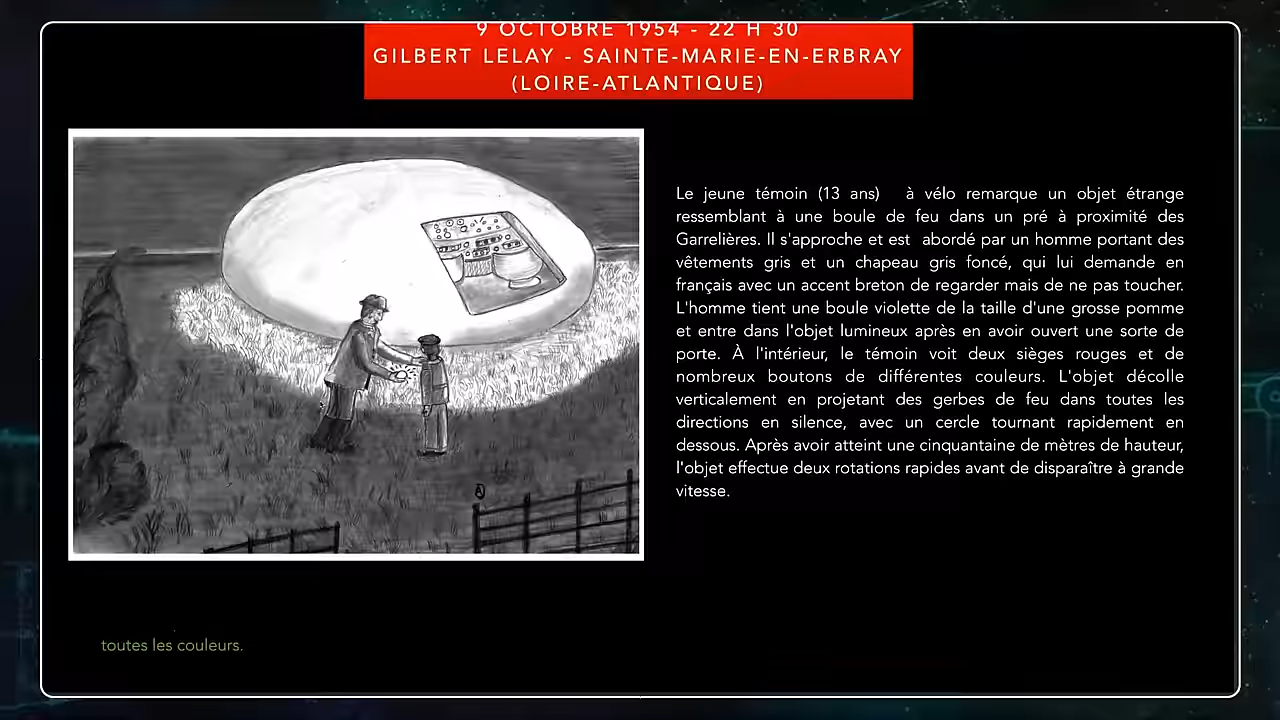 9 OCTOBRE 1954 - 22 H 30
GILBERT LELAY - SAINTE-MARIE-EN-ERBRAY
(LOIRE-ATLANTIQUE)
Le jeune témoin (13 ans) à vélo remarque un objet étrange
ressemblant à une boule de feu dans un pré à proximité des
Garrelières. Il s'approche et est abordé par un homme portant des
vêtements gris et un chapeau gris foncé, qui lui demande en
français avec un accent breton de regarder mais de ne pas toucher.
L'homme tient une boule violette de la taille d'une grosse pomme
et entre dans l'objet lumineux après en avoir ouvert une sorte de
porte. À l'intérieur, le témoin voit deux sièges rouges et de
nombreux boutons de différentes couleurs. L'objet décolle
verticalement en projetant des gerbes de feu dans toutes les
directions en silence, avec un cercle tournant rapidement en
dessous. Après avoir atteint une cinquantaine de mètres de hauteur,
l'objet effectue deux rotations rapides avant de disparaître à grande
vitesse.
toutes les couleurs.